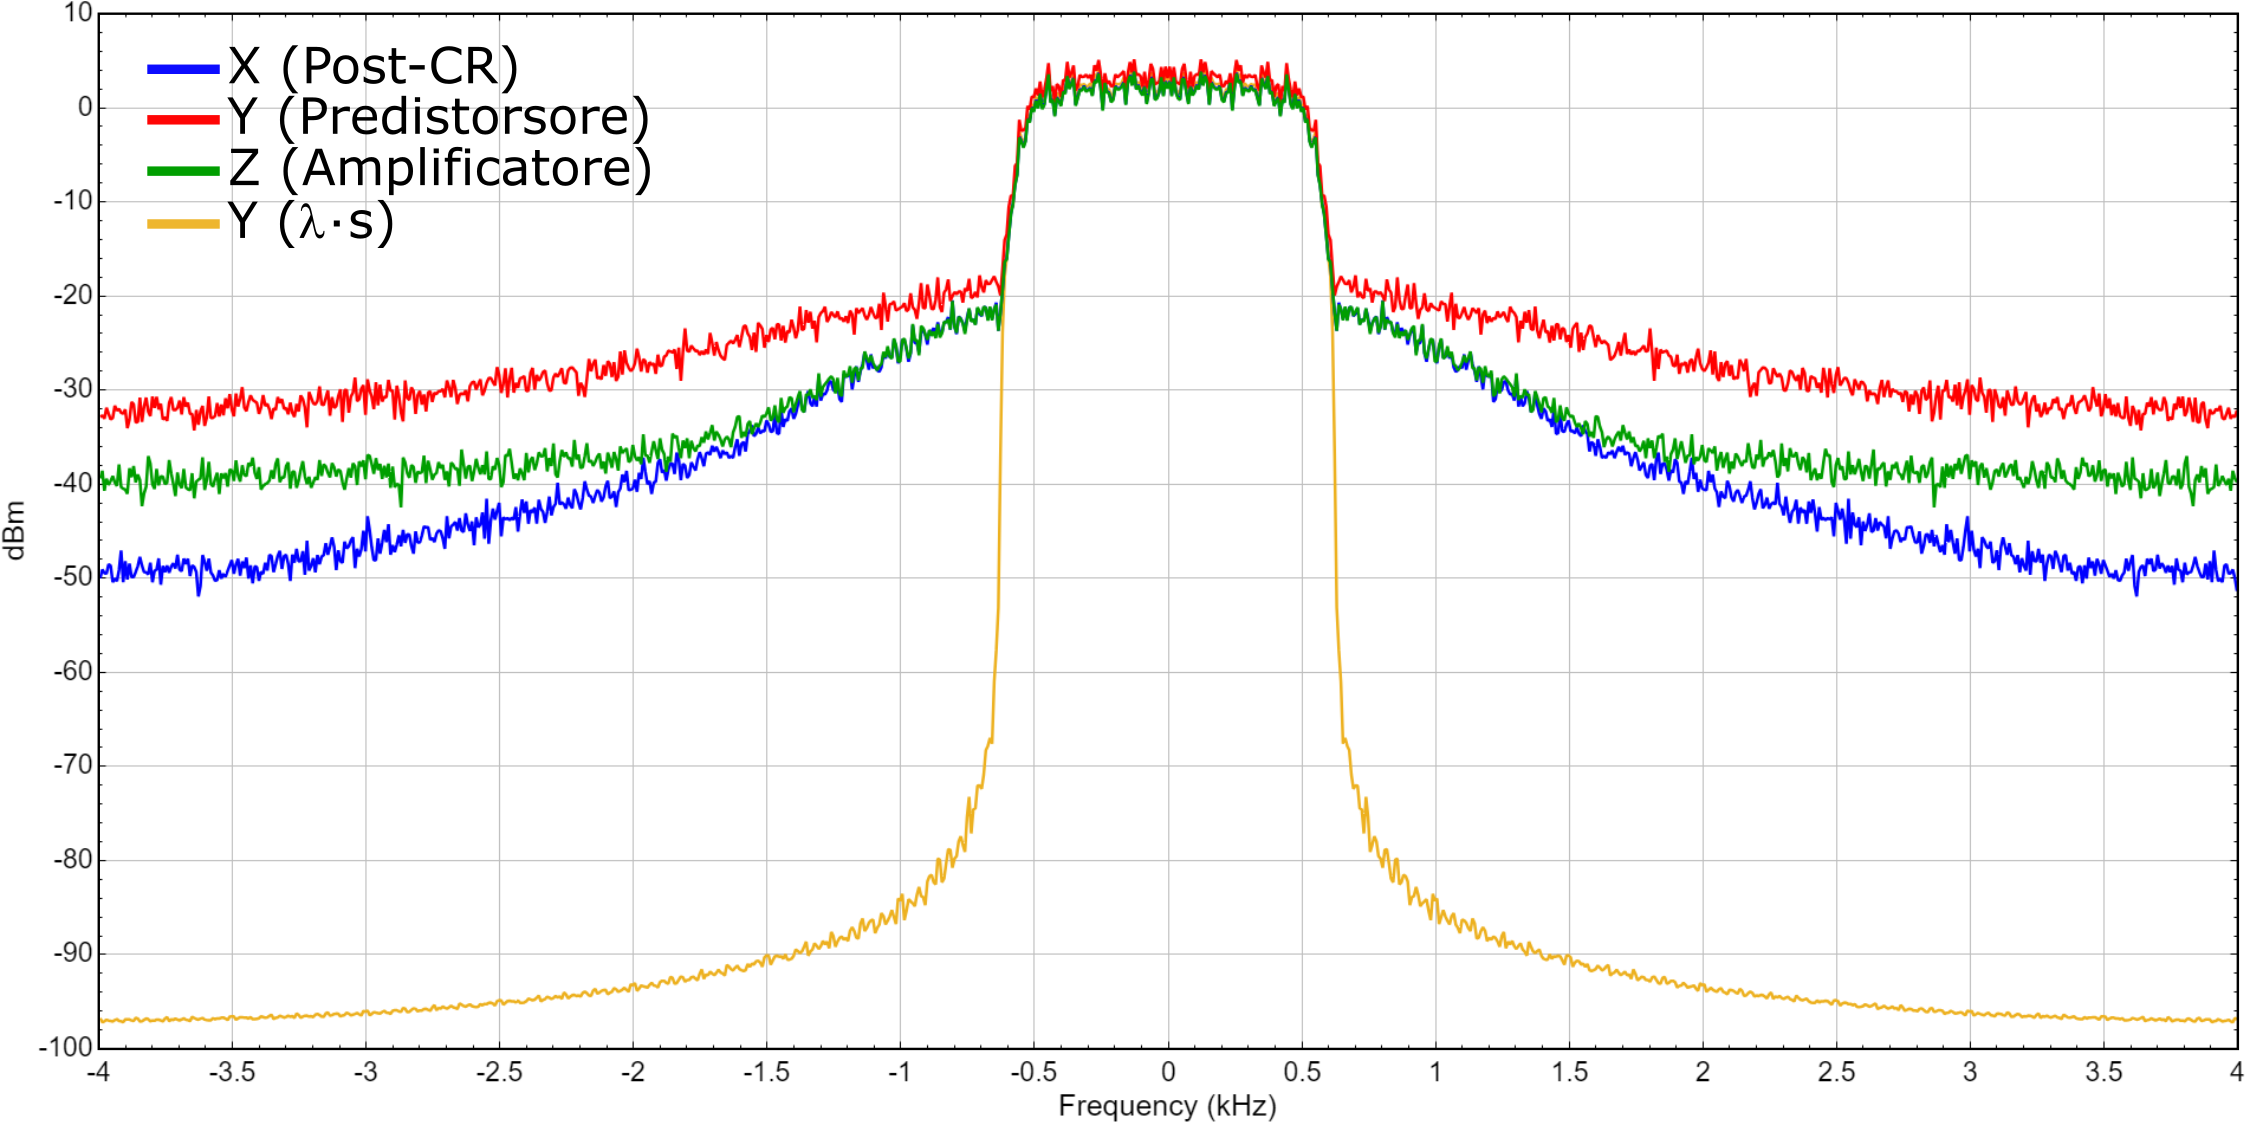 10
0
-10
-20
-30
-40
-50
-60
-70
-80
-90
-100
dBm
X (Post-CR)
Y (Predistorsore)
Z (Amplificatore)
Y (λ·s)
-4 -3.5 -3 -2.5 -2 -1.5 -1 -0.5 0 0.5 1 1.5 2 2.5 3 3.5 4
Frequency (kHz)